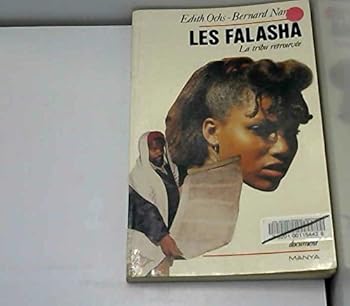 Edith Ochs - Bernard
LES FALASHA
La tribu retrouvée
document
MANYA